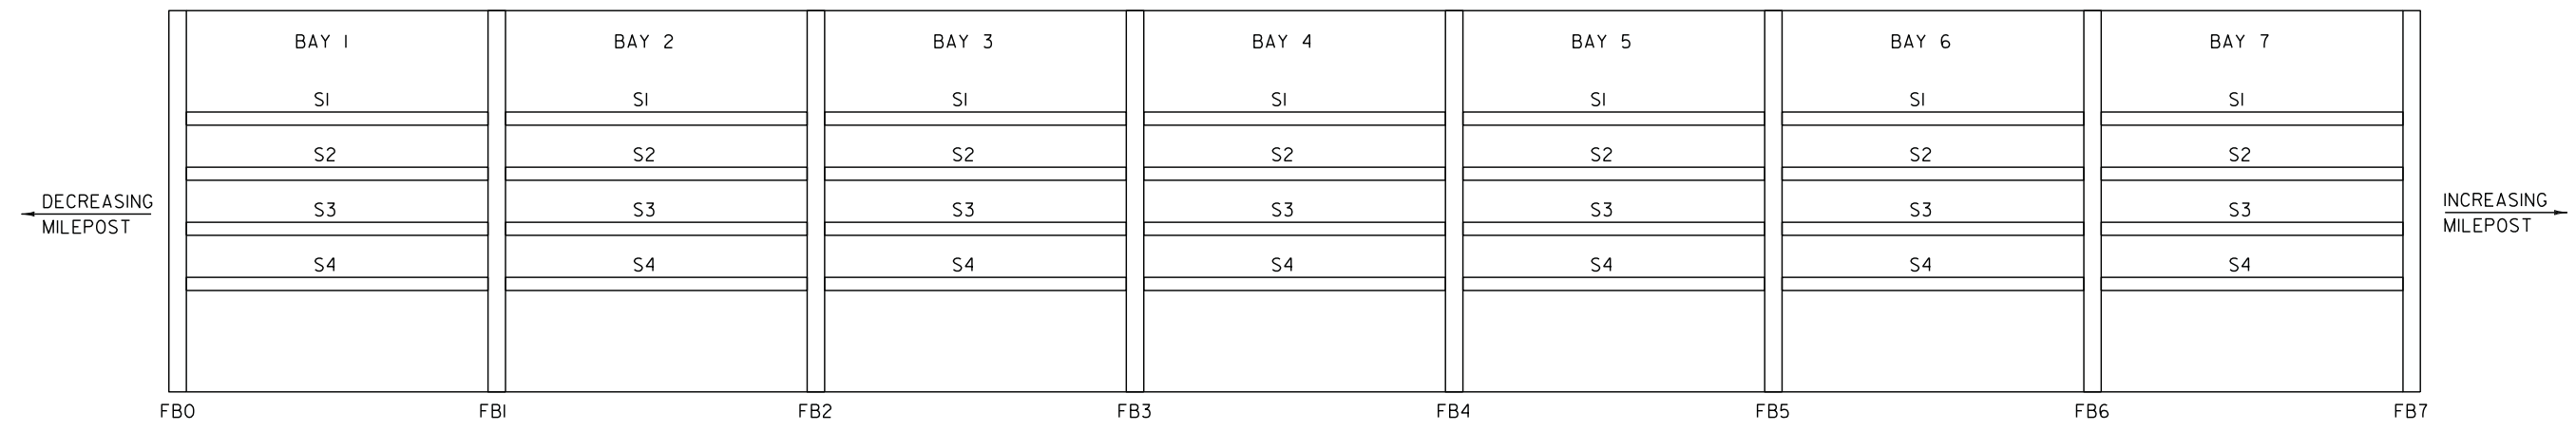 BAY 1 BAY 2 BAY 3 BAY 4 BAY 5 BAY 6 BAY 7
S1 S1 S1 S1 S1 S1 S1
S2 S2 S2 S2 S2 S2 S2
DECREASING
MILEPOST
S3 S3 S3 S3 S3 S3 S3
INCREASING
MILEPOST
S4 S4 S4 S4 S4 S4 S4
FB0 FB1 FB2 FB3 FB4 FB5 FB6 FB7